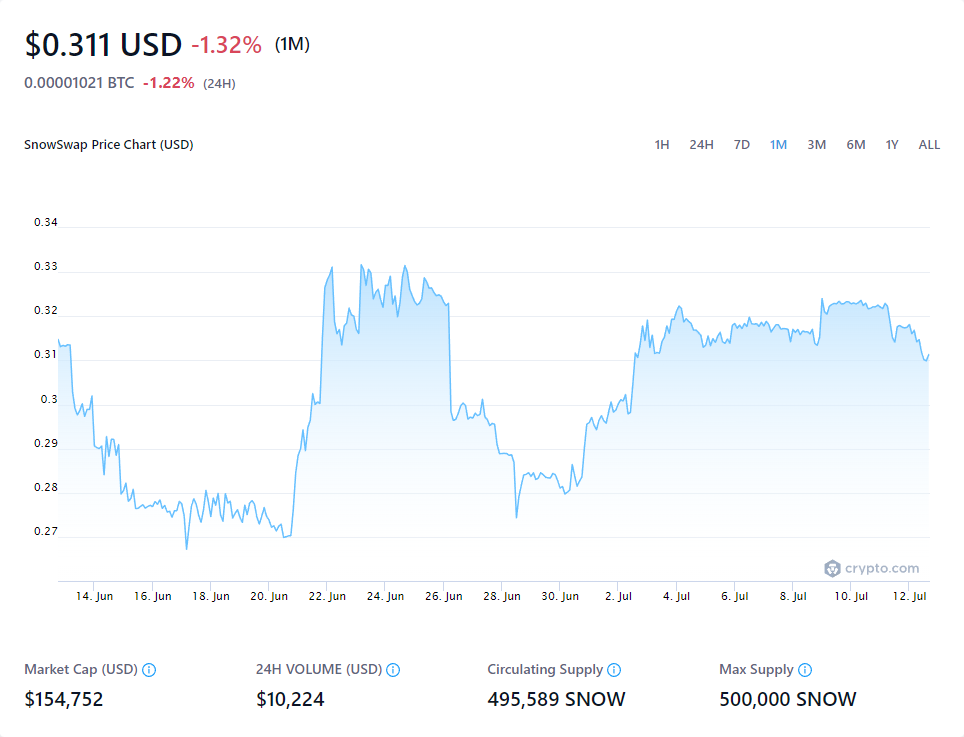 $0.311 USD -1.32% (1M)
0.00001021 BTC -1.22% (24H)
SnowSwap Price Chart (USD) 1H 24H 7D 1M 3M 6M 1Y ALL
0.34
0.33
0.32
0.31
0.3
0.29
0.28
0.27
crypto.com
14. Jun 16. Jun 18. Jun 20. Jun 22. Jun 24. Jun 26. Jun 28. Jun 30. Jun 2. Jul 4. Jul 6. Jul 8. Jul 10. Jul 12. Jul
Market Cap (USD) 24H VOLUME (USD) Circulating Supply Max Supply
$154,752 $10,224 495,589 SNOW 500,000 SNOW